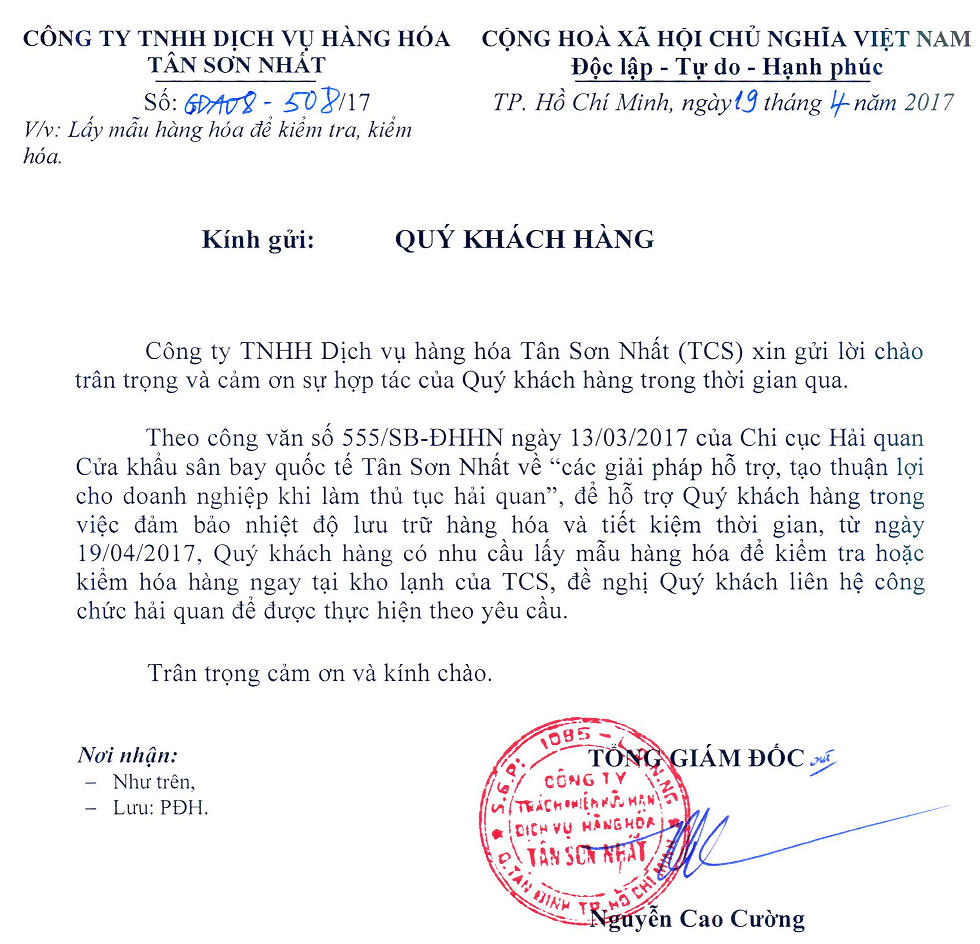 CÔNG TY TNHH DỊCH VỤ HÀNG HÓA
TÂN SƠN NHẤT
Số: GDA08 - 508/17
V/v: Lấy mẫu hàng hóa để kiểm tra, kiểm
hóa.
CỘNG HOÀ XÃ HỘI CHỦ NGHĨA VIỆT NAM
Độc lập - Tự do - Hạnh phúc
TP. Hồ Chí Minh, ngày 19 tháng 4 năm 2017
Kính gửi: QUÝ KHÁCH HÀNG
Công ty TNHH Dịch vụ hàng hóa Tân Sơn Nhất (TCS) xin gửi lời chào
trân trọng và cảm ơn sự hợp tác của Quý khách hàng trong thời gian qua.
Theo công văn số 555/SB-ĐHHN ngày 13/03/2017 của Chi cục Hải quan
Cửa khẩu sân bay quốc tế Tân Sơn Nhất về “các giải pháp hỗ trợ, tạo thuận lợi
cho doanh nghiệp khi làm thủ tục hải quan”, để hỗ trợ Quý khách hàng trong
việc đảm bảo nhiệt độ lưu trữ hàng hóa và tiết kiệm thời gian, từ ngày
19/04/2017, Quý khách hàng có nhu cầu lấy mẫu hàng hóa để kiểm tra hoặc
kiểm hóa hàng ngay tại kho lạnh của TCS, đề nghị Quý khách liên hệ công
chức hải quan để được thực hiện theo yêu cầu.
Trân trọng cảm ơn và kính chào.
Nơi nhận:
– Như trên,
– Lưu: PĐH.
TỔNG GIÁM ĐỐC
S.G.P: 1085 -
CÔNG TY
TRÁCH NHIỆM HỮU HẠN
DỊCH VỤ HÀNG HÓA
TÂN SƠN NHẤT
Q.TÂN BÌNH TP. HỒ CHÍ MINH
Nguyễn Cao Cường